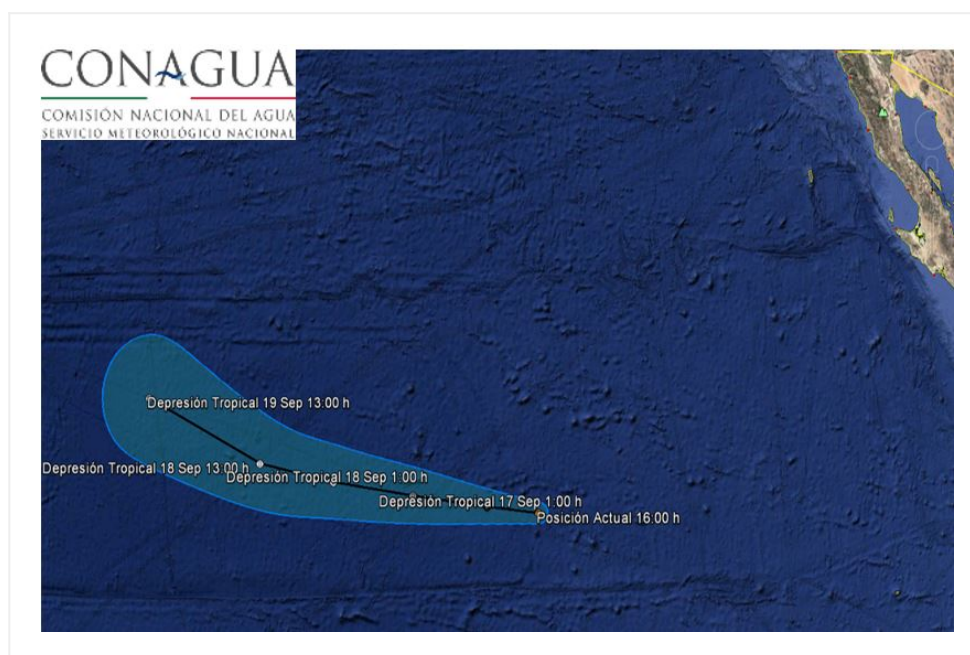 CONAGUA
COMISIÓN NACIONAL DEL AGUA
SERVICIO METEOROLÓGICO NACIONAL
Depresión Tropical 19 Sep 13:00 h
Depresión Tropical 18 Sep 13:00 h
Depresión Tropical 18 Sep 1:00 h
Depresión Tropical 17 Sep 1:00 h
Posición Actual 16:00 h